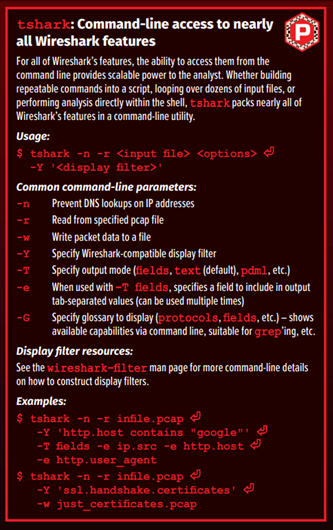 tshark: Command-line access to nearly
all Wireshark features
P
For all of Wireshark's features, the ability to access them from the
command line provides scalable power to the analyst. Whether building
repeatable commands into a script, looping over dozens of input files, or
performing analysis directly within the shell, tshark packs nearly all of
Wireshark's features in a command-line utility.
Usage:
$ tshark -n -r <input file> <options> ⏎
-Y '<display filter>'
Common command-line parameters:
-n Prevent DNS lookups on IP addresses
-r Read from specified pcap file
-w Write packet data to a file
-Y Specify Wireshark-compatible display filter
-T Specify output mode (fields, text (default), pdml, etc.)
-e When used with –T fields, specifies a field to include in output
tab-separated values (can be used multiple times)
-G Specify glossary to display (protocols, fields, etc.) – shows
available capabilities via command line, suitable for grep'ing, etc.
Display filter resources:
See the wireshark-filter man page for more command-line details
on how to construct display filters.
Examples:
$ tshark -n -r infile.pcap ⏎
-Y 'http.host contains "google"' ⏎
-T fields -e ip.src -e http.host ⏎
-e http.user_agent
$ tshark -n -r infile.pcap ⏎
-Y 'ssl.handshake.certificates' ⏎
-w just_certificates.pcap